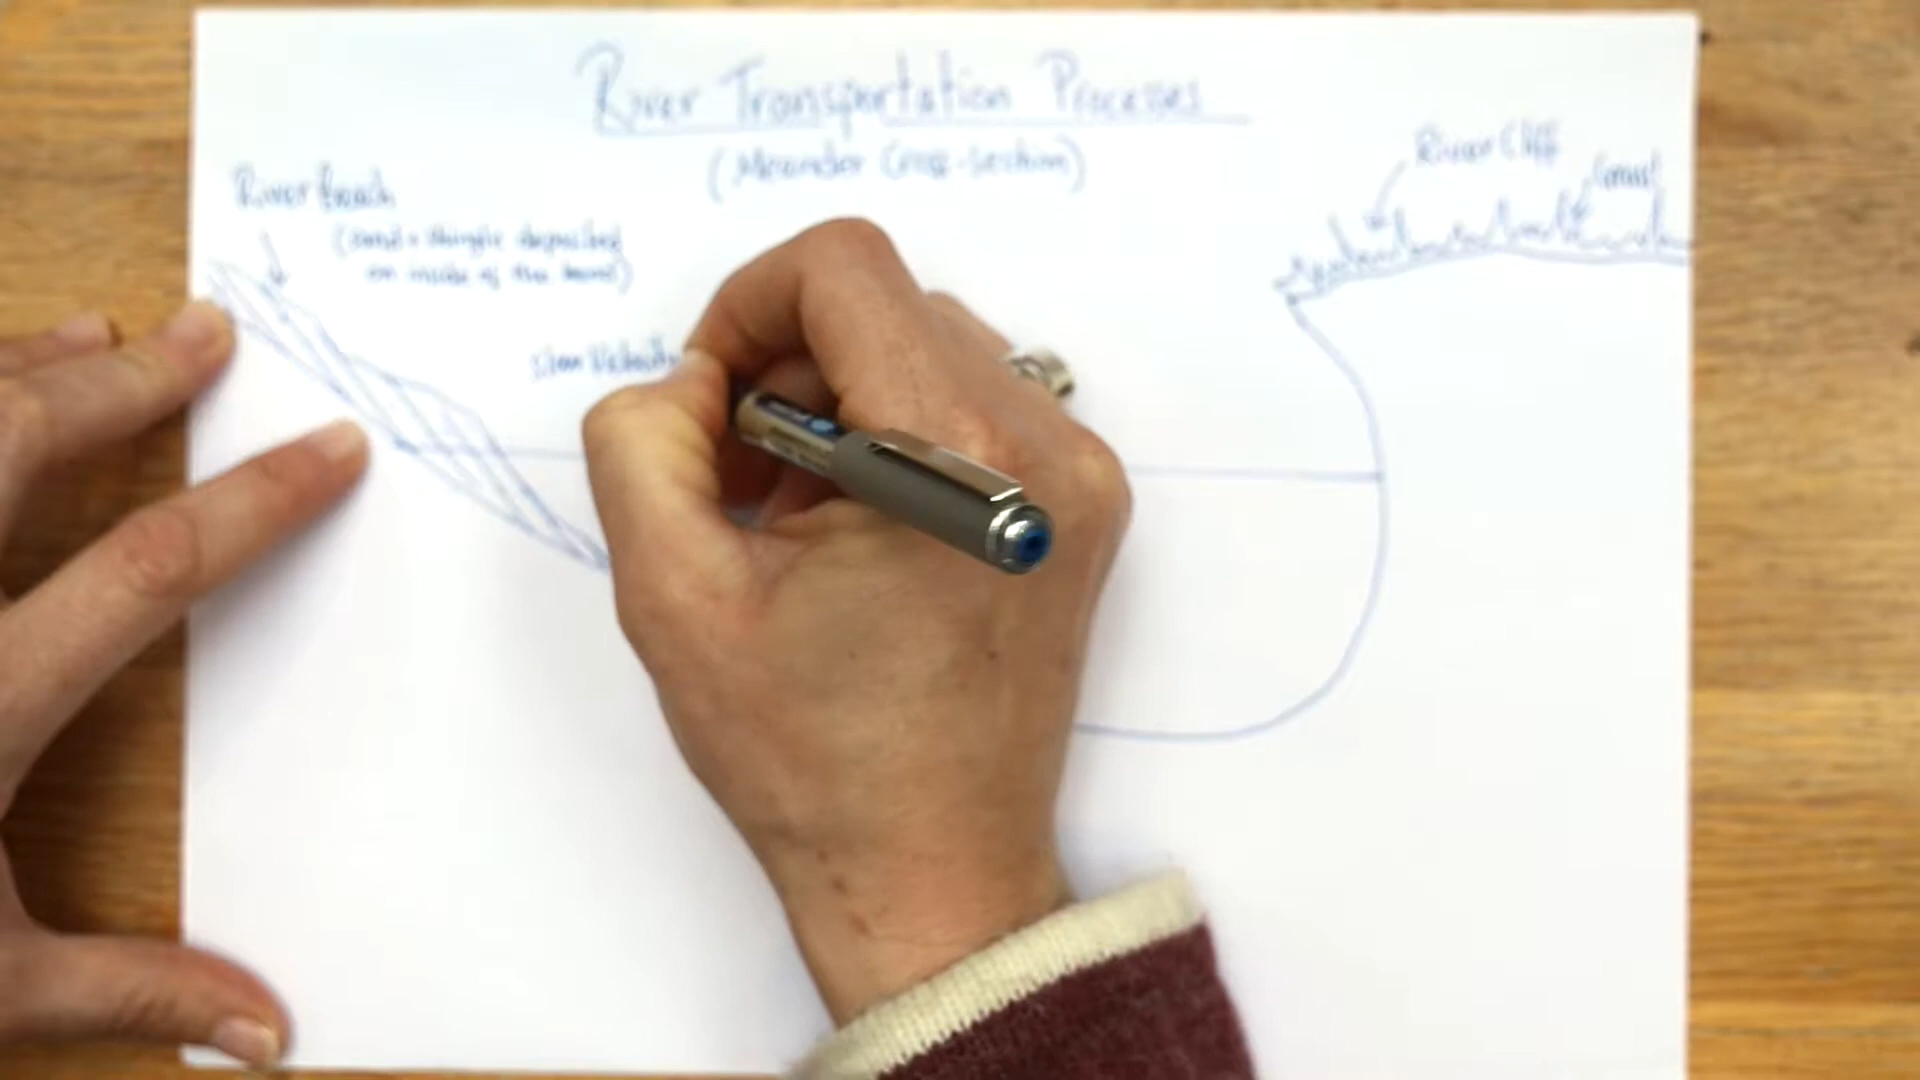 River Transportation Processes
(Meander Cross-section)
River Cliff
Grass
River Beach
(sand + shingle deposited
on inside of the bend)
Slow Velocity